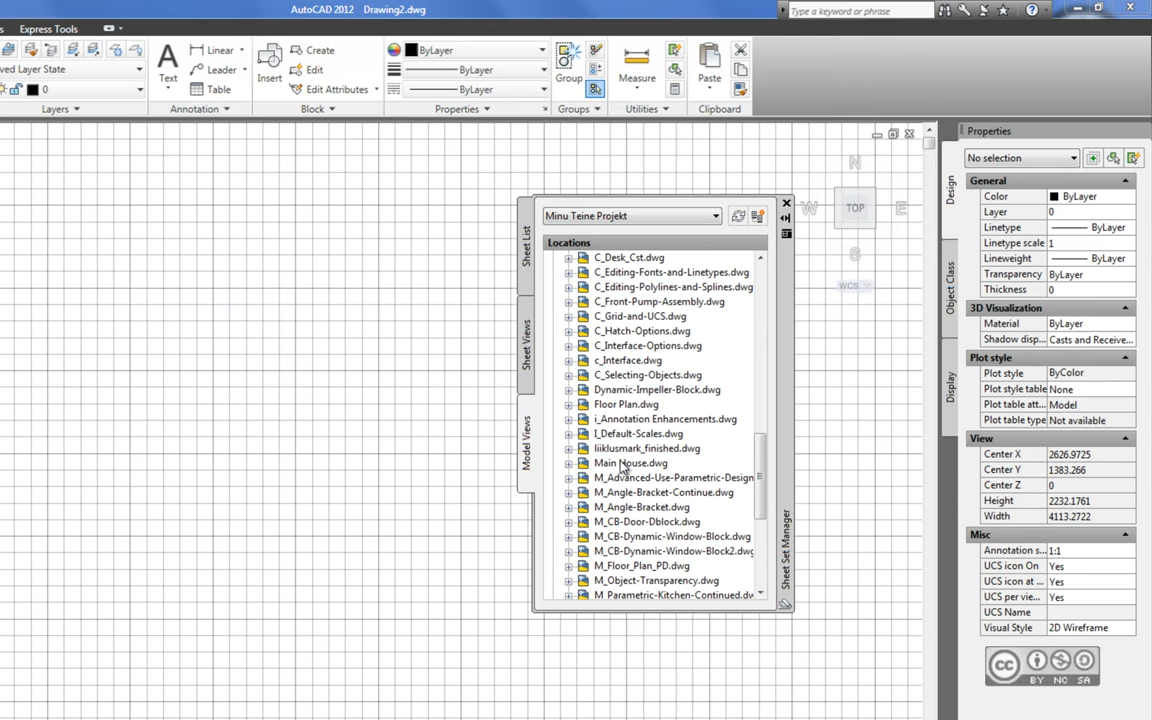 AutoCAD 2012 Drawing2.dwg
Type a keyword or phrase
Express Tools
ved Layer State
0
Layers
Text
Linear
Leader
Table
Annotation
Insert
Create
Edit
Edit Attributes
Block
ByLayer
ByLayer
ByLayer
Properties
Group
Groups
Measure
Utilities
Paste
Clipboard
N
W
TOP
E
S
WCS
Minu Teine Projekt
Locations
C_Desk_Cst.dwg
C_Editing-Fonts-and-Linetypes.dwg
C_Editing-Polylines-and-Splines.dwg
C_Front-Pump-Assembly.dwg
C_Grid-and-UCS.dwg
C_Hatch-Options.dwg
C_Interface-Options.dwg
c_Interface.dwg
C_Selecting-Objects.dwg
Dynamic-Impeller-Block.dwg
Floor Plan.dwg
i_Annotation Enhancements.dwg
I_Default-Scales.dwg
liiklusmark_finished.dwg
Main House.dwg
M_Advanced-Use-Parametric-Design
M_Angle-Bracket-Continue.dwg
M_Angle-Bracket.dwg
M_CB-Door-Dblock.dwg
M_CB-Dynamic-Window-Block.dwg
M_CB-Dynamic-Window-Block2.dwg
M_Floor_Plan_PD.dwg
M_Object-Transparency.dwg
M_Parametric-Kitchen-Continued.dw
Sheet List
Sheet Views
Model Views
Sheet Set Manager
Properties
Design
Object Class
Display
No selection
General
Color ByLayer
Layer 0
Linetype ByLayer
Linetype scale 1
Lineweight ByLayer
Transparency ByLayer
Thickness 0
3D Visualization
Material ByLayer
Shadow disp... Casts and Receive...
Plot style
Plot style ByColor
Plot style table None
Plot table att... Model
Plot table type Not available
View
Center X 2626.9725
Center Y 1383.266
Center Z 0
Height 2232.1761
Width 4113.2722
Misc
Annotation s... 1:1
UCS icon On Yes
UCS icon at ... Yes
UCS per vie... Yes
UCS Name
Visual Style 2D Wireframe
cc
BY NC SA